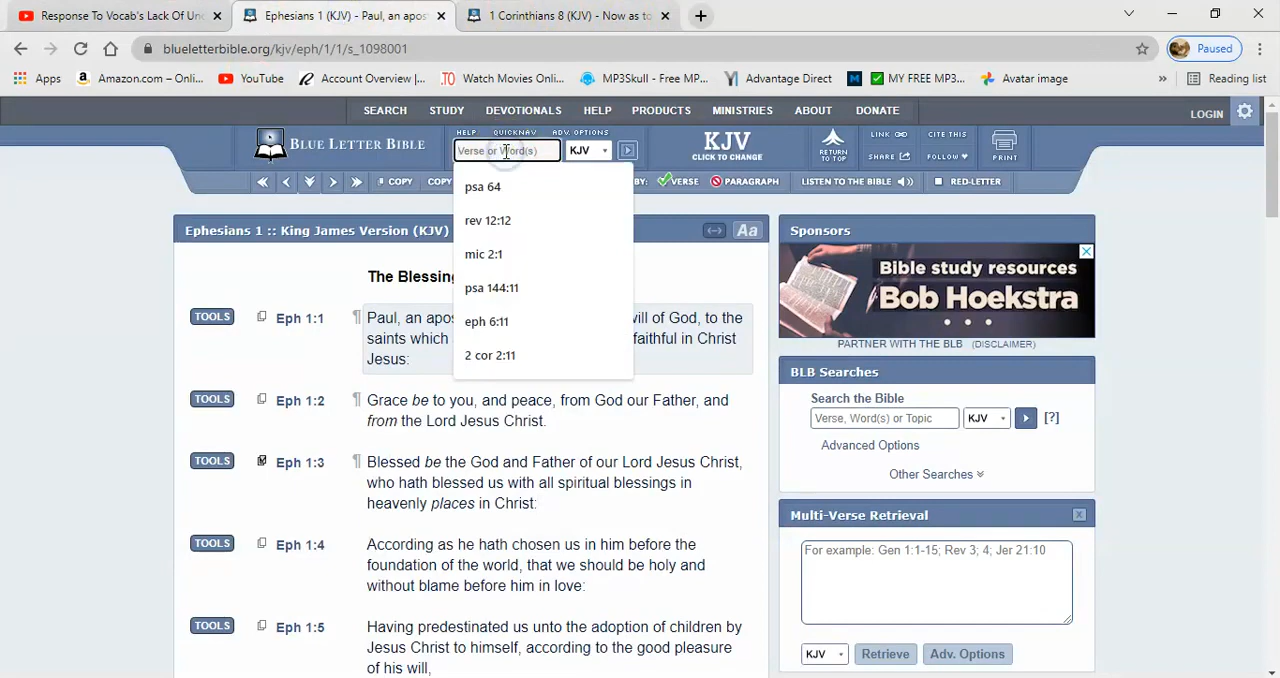 Response To Vocab's Lack Of Und
Ephesians 1 (KJV) - Paul, an apos
1 Corinthians 8 (KJV) - Now as to
blueletterbible.org/kjv/eph/1/1/s_1098001
Paused
Apps
Amazon.com – Onli...
YouTube
Account Overview |...
Watch Movies Onli...
MP3Skull - Free MP...
Advantage Direct
MY FREE MP3...
Avatar image
»
Reading list
SEARCH STUDY DEVOTIONALS HELP PRODUCTS MINISTRIES ABOUT DONATE
LOGIN
BLUE LETTER BIBLE
HELP QUICKNAV ADV. OPTIONS
Verse or Word(s)
KJV
KJV
CLICK TO CHANGE
RETURN
TO TOP
LINK
SHARE
CITE THIS
FOLLOW
PRINT
COPY
COPY
BY:
VERSE
PARAGRAPH
LISTEN TO THE BIBLE
RED-LETTER
psa 64
rev 12:12
mic 2:1
psa 144:11
eph 6:11
2 cor 2:11
Ephesians 1 :: King James Version (KJV)
Aa
The Blessing
TOOLS Eph 1:1 ¶ Paul, an apos will of God, to the
saints which faithful in Christ
Jesus:
TOOLS Eph 1:2 ¶ Grace be to you, and peace, from God our Father, and
from the Lord Jesus Christ.
TOOLS Eph 1:3 ¶ Blessed be the God and Father of our Lord Jesus Christ,
who hath blessed us with all spiritual blessings in
heavenly places in Christ:
TOOLS Eph 1:4 According as he hath chosen us in him before the
foundation of the world, that we should be holy and
without blame before him in love:
TOOLS Eph 1:5 Having predestinated us unto the adoption of children by
Jesus Christ to himself, according to the good pleasure
of his will,
Sponsors
Bible study resources
Bob Hoekstra
PARTNER WITH THE BLB (DISCLAIMER)
BLB Searches
Search the Bible
Verse, Word(s) or Topic
KJV
[?]
Advanced Options
Other Searches
Multi-Verse Retrieval
X
For example: Gen 1:1-15; Rev 3; 4; Jer 21:10
KJV
Retrieve
Adv. Options